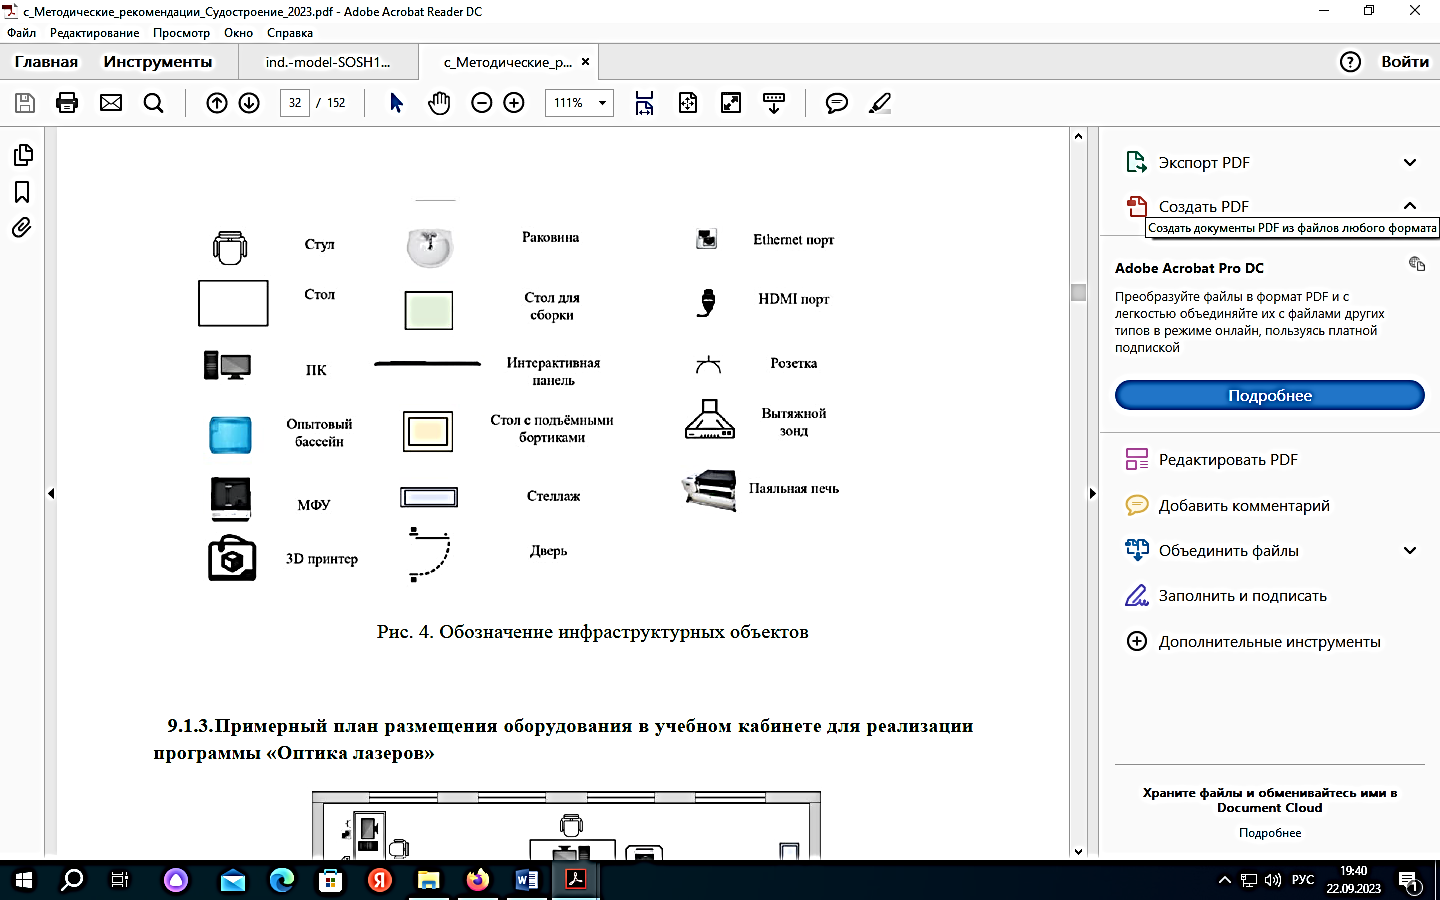 с_Методические_рекомендации_Судостроение_2023.pdf - Adobe Acrobat Reader DC
Файл Редактирование Просмотр Окно Справка
Главная Инструменты ind.-model-SOSH1... с_Методические_р... Войти
32 / 152 111%
Экспорт PDF
Создать PDF
Создать документы PDF из файлов любого формата
Adobe Acrobat Pro DC
Преобразуйте файлы в формат PDF и с
легкостью объединяйте их с файлами других
типов в режиме онлайн, пользуясь платной
подпиской
Подробнее
Редактировать PDF
Добавить комментарий
Объединить файлы
Заполнить и подписать
Дополнительные инструменты
Храните файлы и обменивайтесь ими в
Document Cloud
Подробнее
Стул
Раковина
Ethernet порт
Стол
Стол для
сборки
HDMI порт
ПК
Интерактивная
панель
Розетка
Опытовый
бассейн
Стол с подъёмными
бортиками
Вытяжной
зонд
МФУ
Стеллаж
Паяльная печь
3D принтер
Дверь
Рис. 4. Обозначение инфраструктурных объектов
9.1.3.Примерный план размещения оборудования в учебном кабинете для реализации
программы «Оптика лазеров»
РУС
19:40
22.09.2023
1